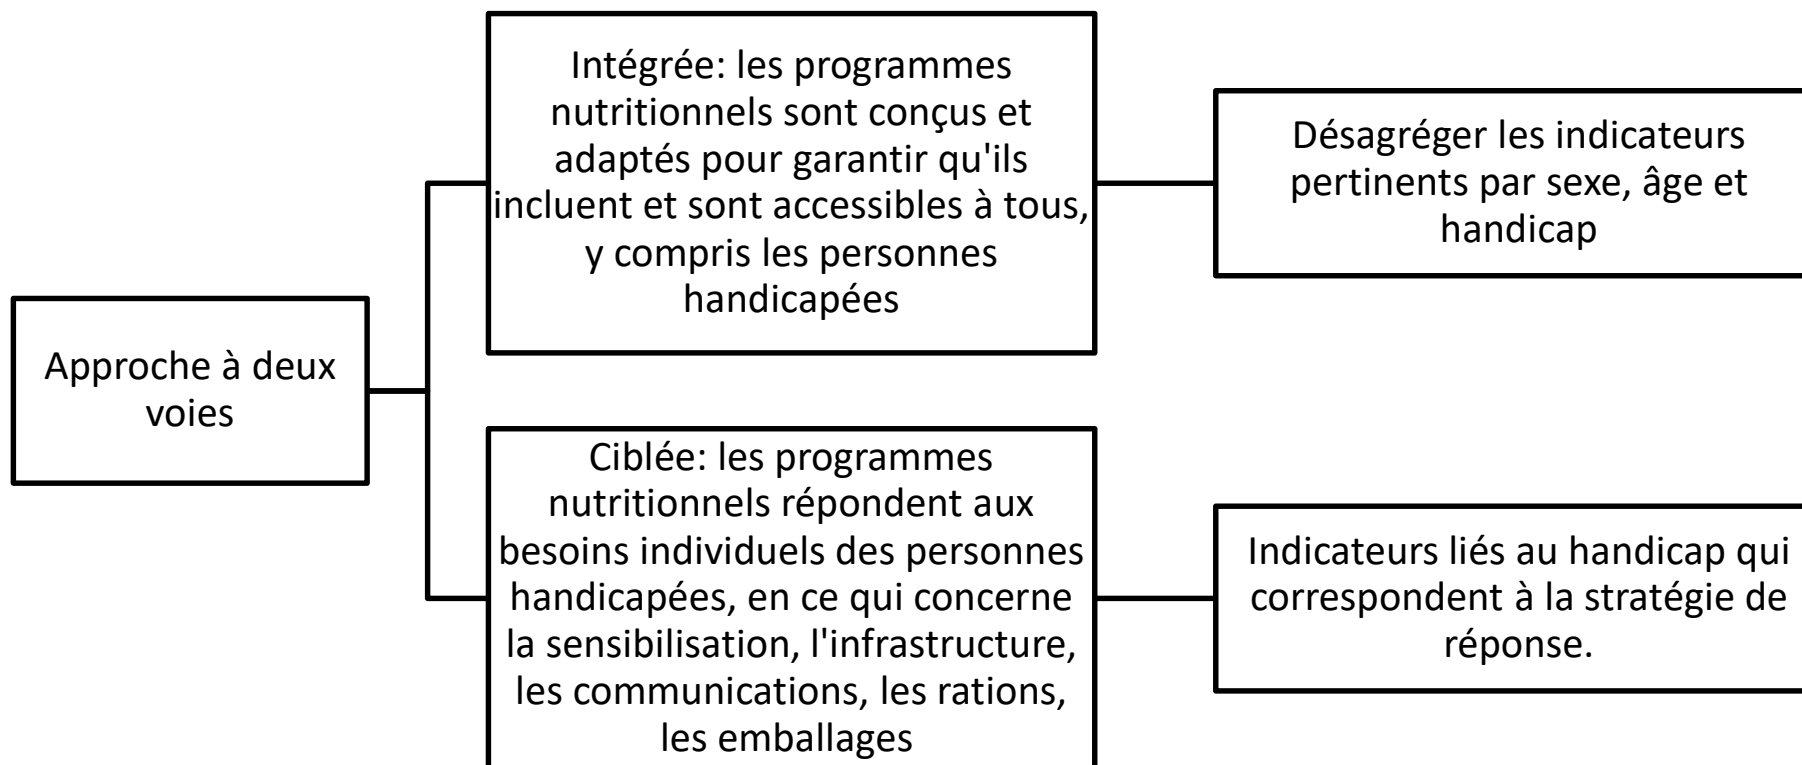 Approche à deux
voies
Intégrée: les programmes
nutritionnels sont conçus et
adaptés pour garantir qu'ils
incluent et sont accessibles à tous,
y compris les personnes
handicapées
Désagréger les indicateurs
pertinents par sexe, âge et
handicap
Ciblée: les programmes
nutritionnels répondent aux
besoins individuels des personnes
handicapées, en ce qui concerne
la sensibilisation, l'infrastructure,
les communications, les rations,
les emballages
Indicateurs liés au handicap qui
correspondent à la stratégie de
réponse.